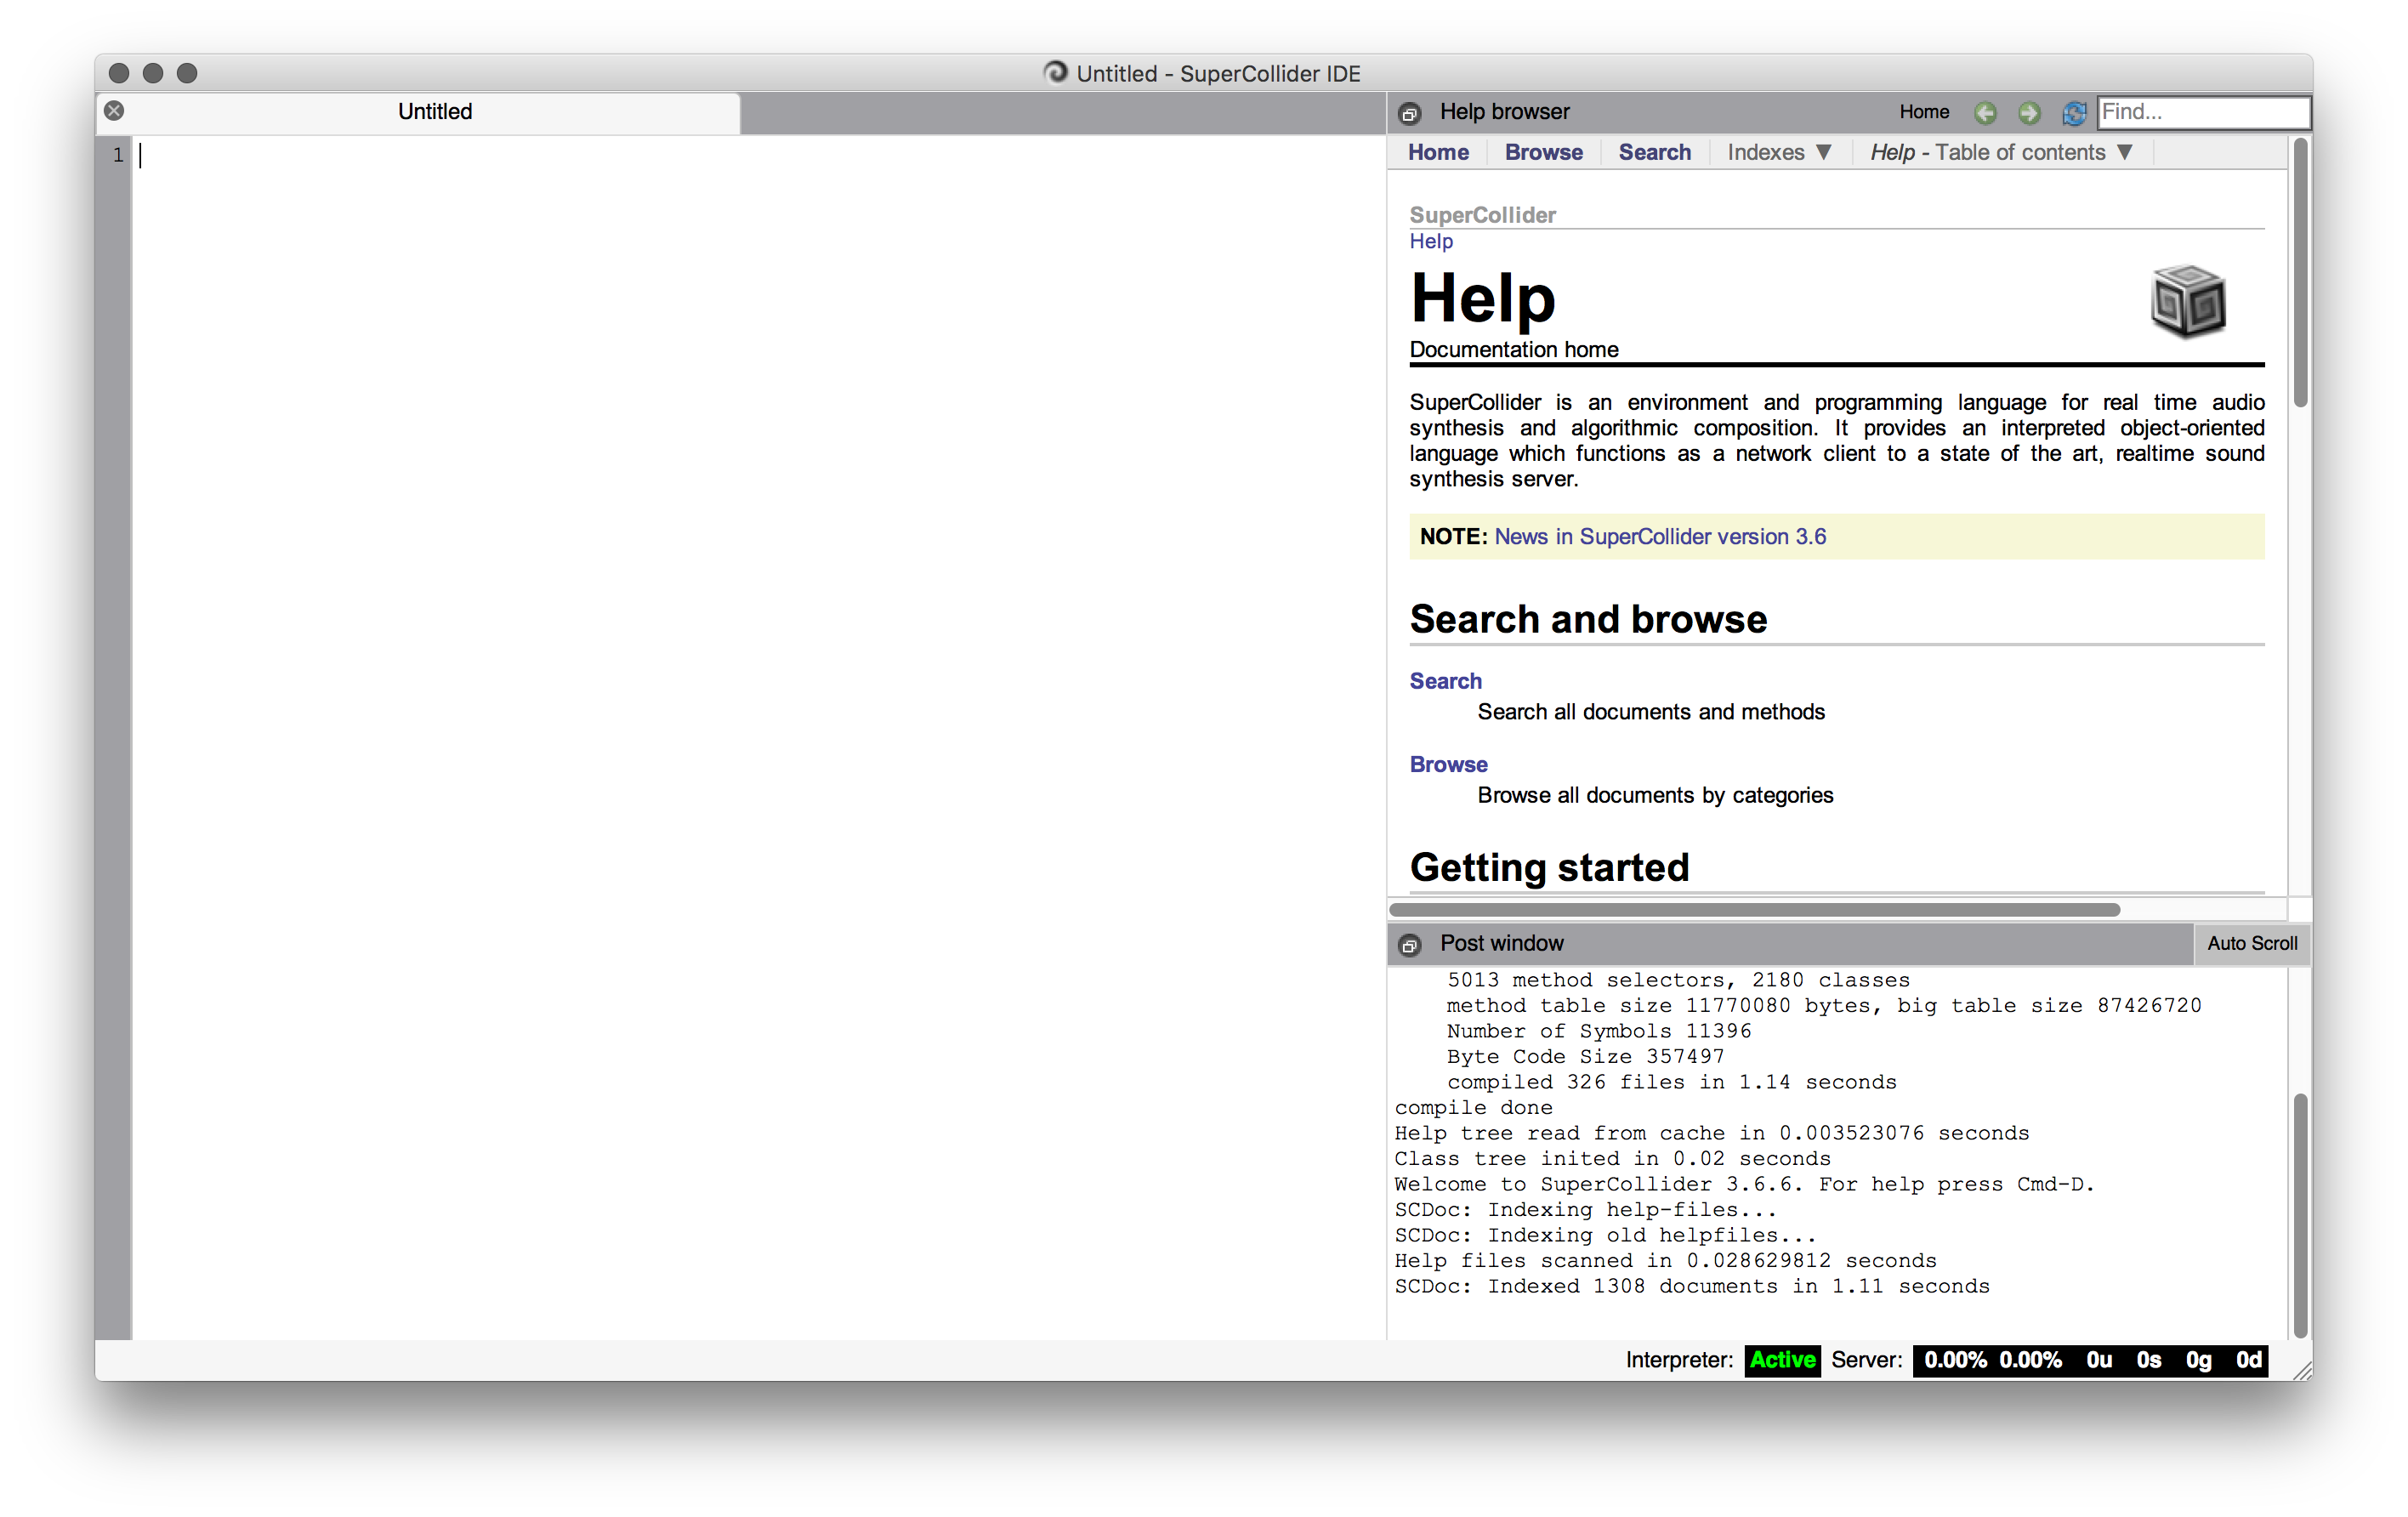 Untitled - SuperCollider IDE
Untitled
1
Help browser
Home
Find...
Home Browse Search Indexes ▼ Help - Table of contents ▼
SuperCollider
Help
Help
Documentation home
SuperCollider is an environment and programming language for real time audio
synthesis and algorithmic composition. It provides an interpreted object-oriented
language which functions as a network client to a state of the art, realtime sound
synthesis server.
NOTE: News in SuperCollider version 3.6
Search and browse
Search
Search all documents and methods
Browse
Browse all documents by categories
Getting started
Post window
Auto Scroll
5013 method selectors, 2180 classes
method table size 11770080 bytes, big table size 87426720
Number of Symbols 11396
Byte Code Size 357497
compiled 326 files in 1.14 seconds
compile done
Help tree read from cache in 0.003523076 seconds
Class tree inited in 0.02 seconds
Welcome to SuperCollider 3.6.6. For help press Cmd-D.
SCDoc: Indexing help-files...
SCDoc: Indexing old helpfiles...
Help files scanned in 0.028629812 seconds
SCDoc: Indexed 1308 documents in 1.11 seconds
Interpreter: Active Server: 0.00% 0.00% 0u 0s 0g 0d